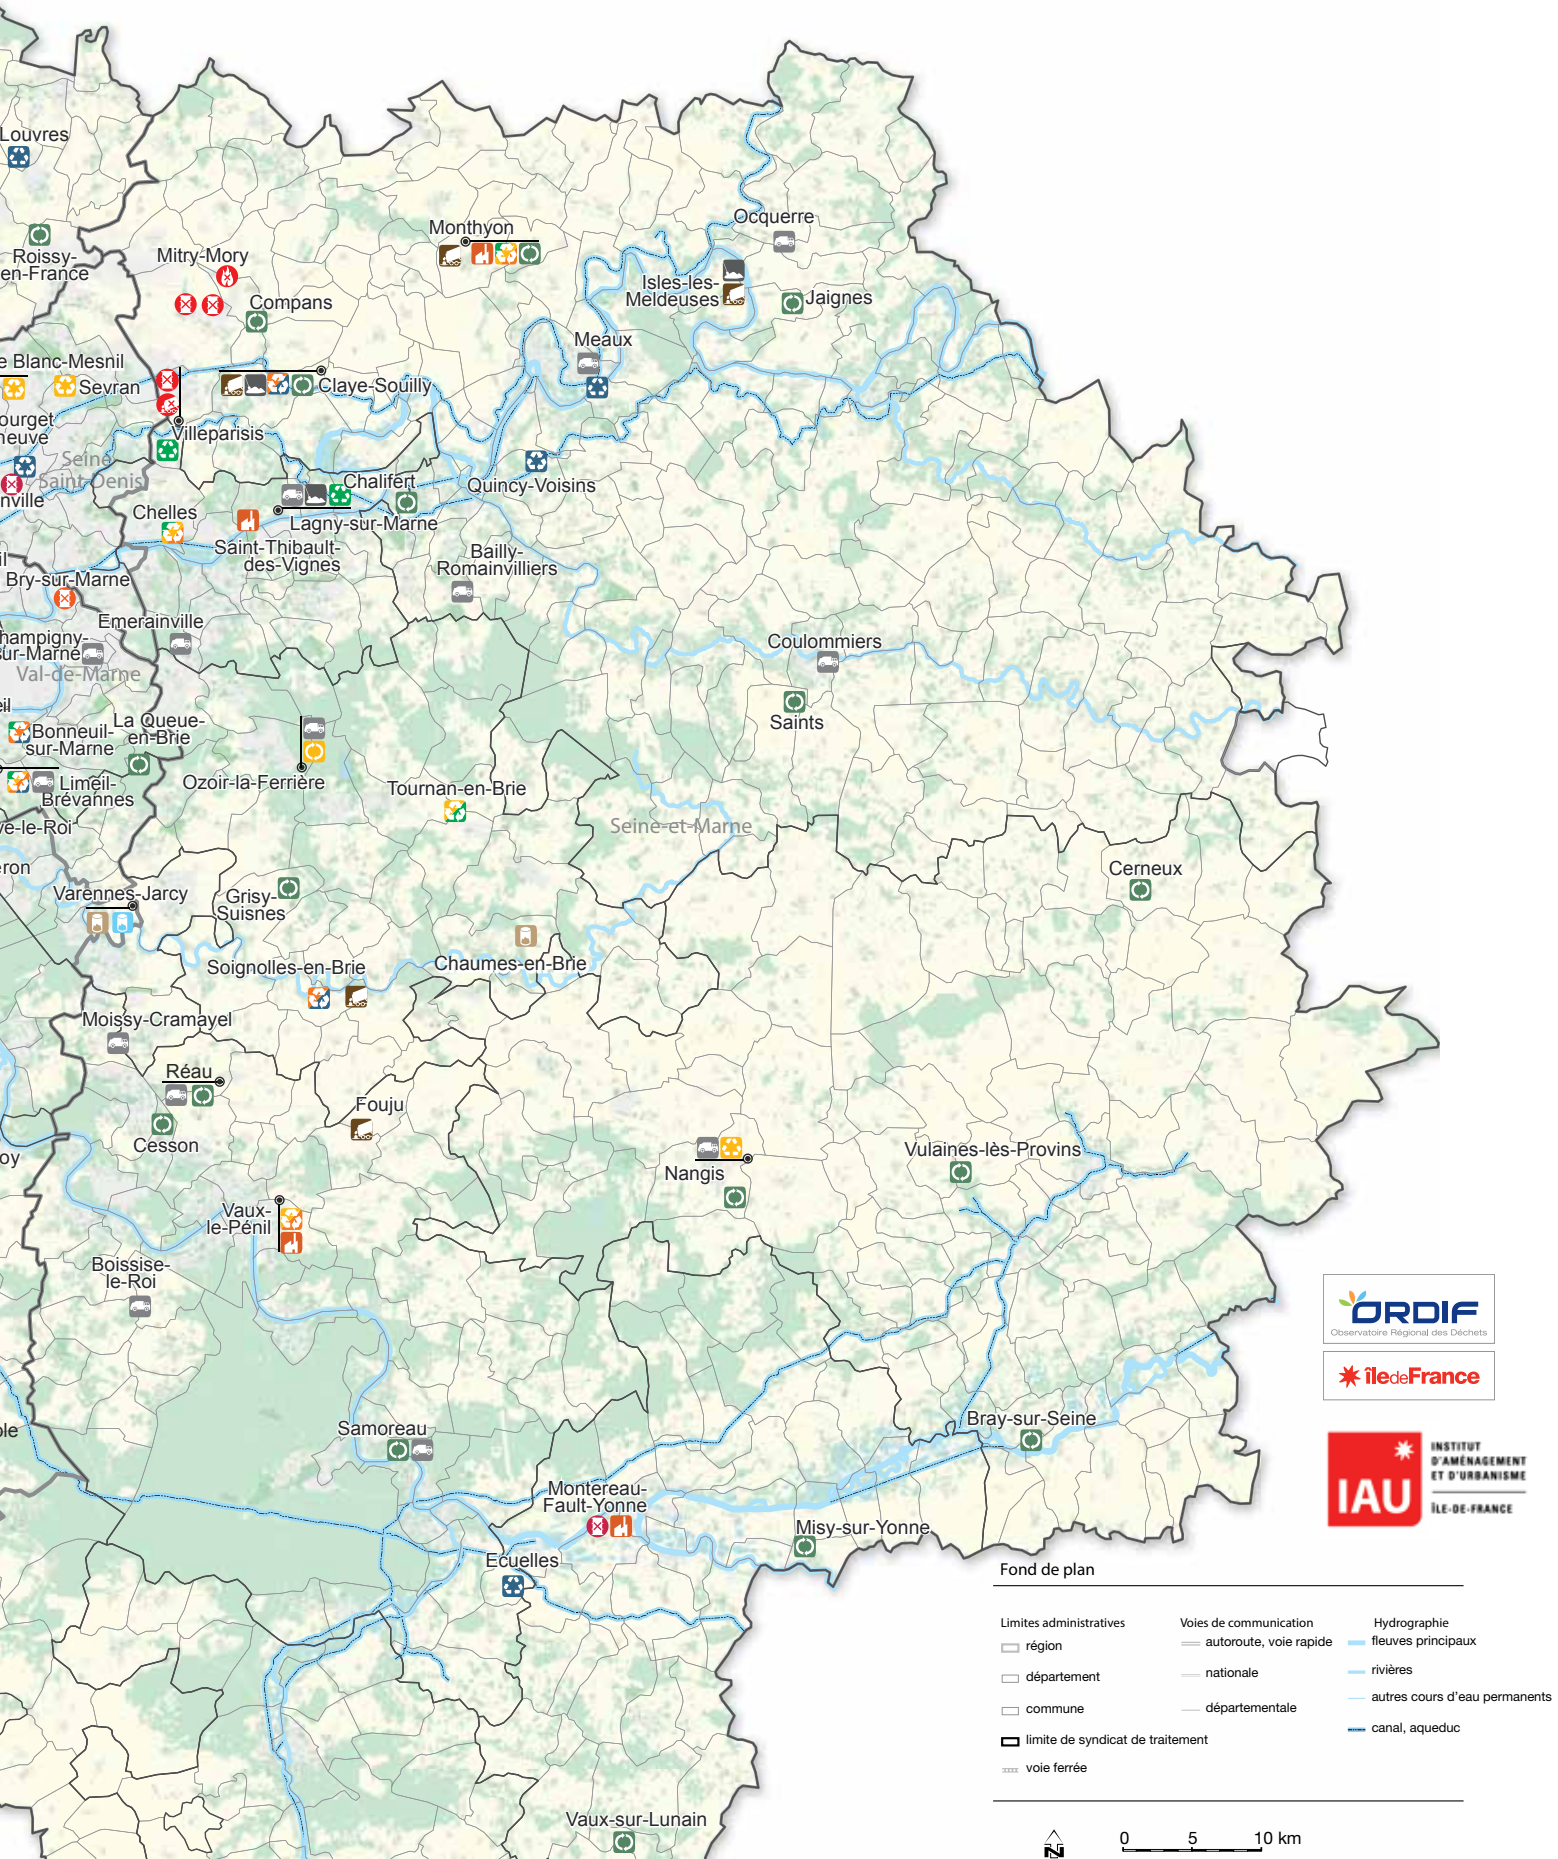 Louvres
Roissy-
en-France
Mitry-Mory
Compans
Monthyon
Ocquerre
Isles-les-
Meldeuses
Jaignes
Meaux
e Blanc-Mesnil
Sevran
Claye-Souilly
ourget
neuve
Villeparisis
Seine
Saint-Denis
nville
Chelles
Chalifert
Lagny-sur-Marne
Quincy-Voisins
Saint-Thibault-
des-Vignes
il
Bry-sur-Marne
Bailly-
Romainvilliers
Emerainville
hampigny-
sur-Marne
Val-de-Marne
Coulommiers
Saints
eil
Bonneuil-
sur-Marne
La Queue-
en-Brie
Ozoir-la-Ferrière
Limeil-
Brévannes
Tournan-en-Brie
ve-le-Roi
Seine-et-Marne
eron
Cerneux
Varennes-Jarcy
Grisy-
Suisnes
Soignolles-en-Brie
Chaumes-en-Brie
Moissy-Cramayel
Réau
Fouju
Cesson
oy
Nangis
Vulaines-lès-Provins
Vaux-
le-Pénil
Boissise-
le-Roi
ORDIF
Observatoire Régional des Déchets
îledeFrance
Samoreau
ole
Bray-sur-Seine
IAU
INSTITUT
D'AMÉNAGEMENT
ET D'URBANISME
ÎLE-DE-FRANCE
Montereau-
Fault-Yonne
Misy-sur-Yonne
Ecuelles
Fond de plan
Limites administratives
région
département
commune
limite de syndicat de traitement
voie ferrée
Voies de communication
autoroute, voie rapide
nationale
départementale
Hydrographie
fleuves principaux
rivières
autres cours d'eau permanents
canal, aqueduc
Vaux-sur-Lunain
N
0 5 10 km